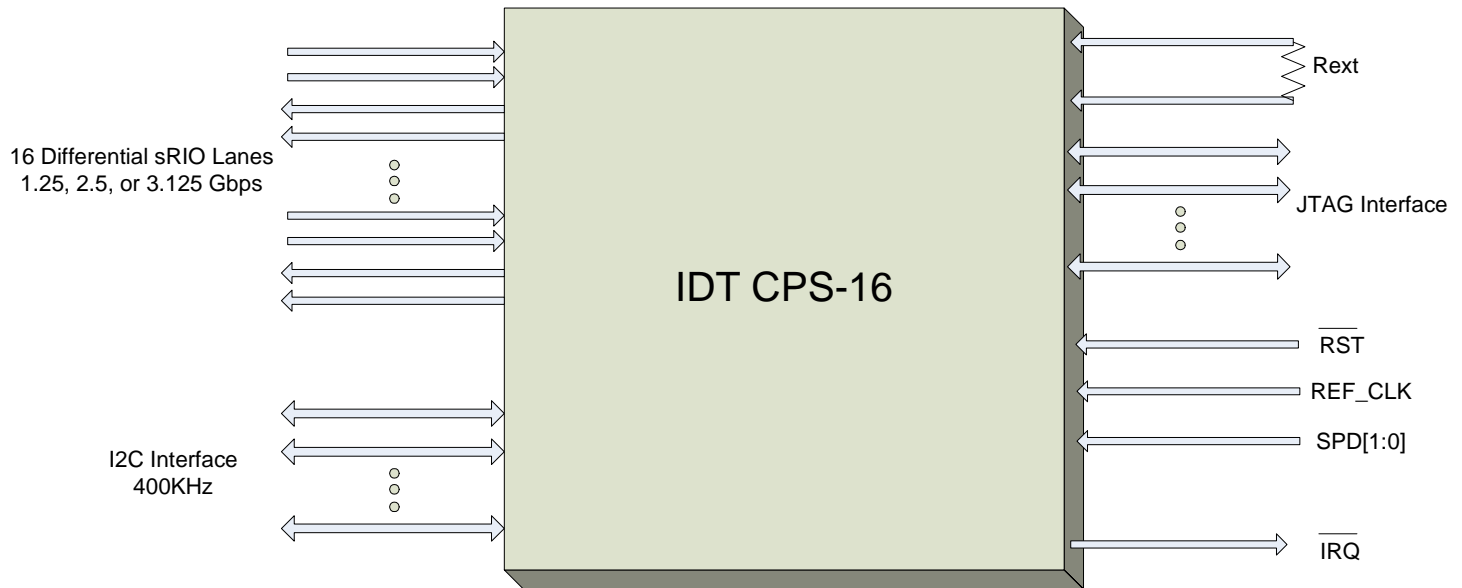 16 Differential sRIO Lanes
1.25, 2.5, or 3.125 Gbps
I2C Interface
400KHz
IDT CPS-16
Rext
JTAG Interface
RST
REF_CLK
SPD[1:0]
IRQ